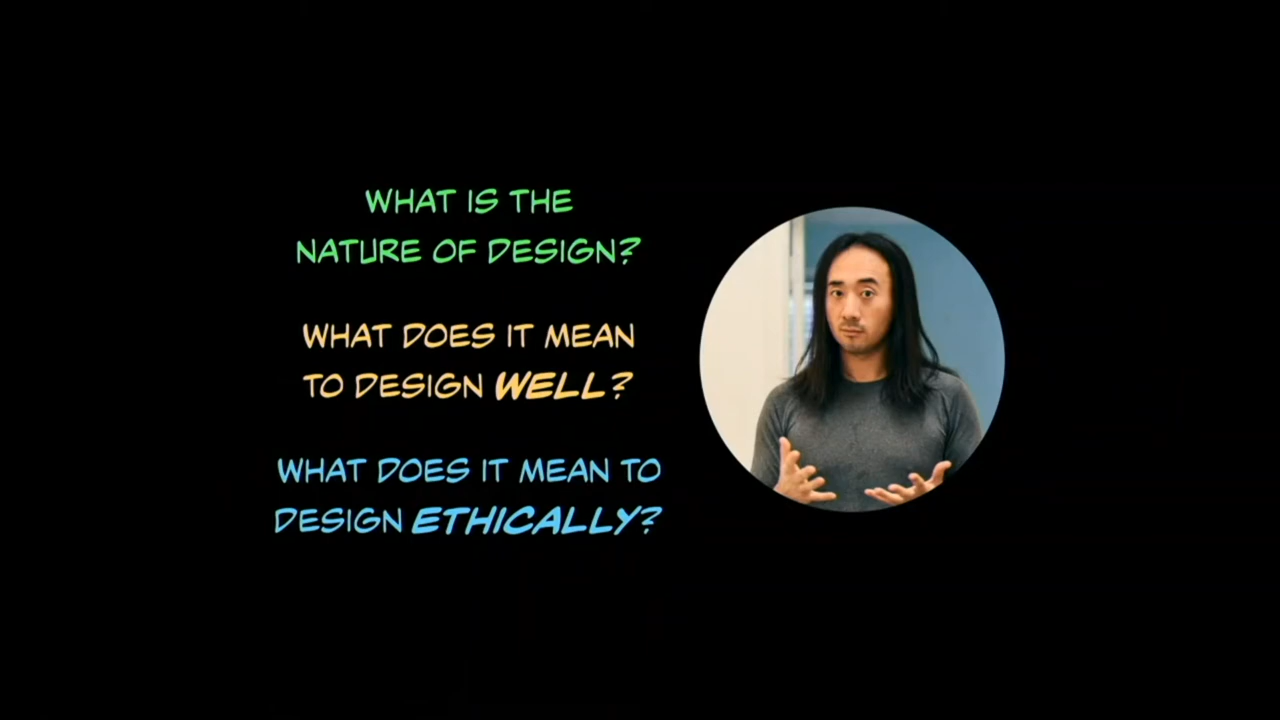 WHAT IS THE
NATURE OF DESIGN?
WHAT DOES IT MEAN
TO DESIGN WELL?
WHAT DOES IT MEAN TO
DESIGN ETHICALLY?